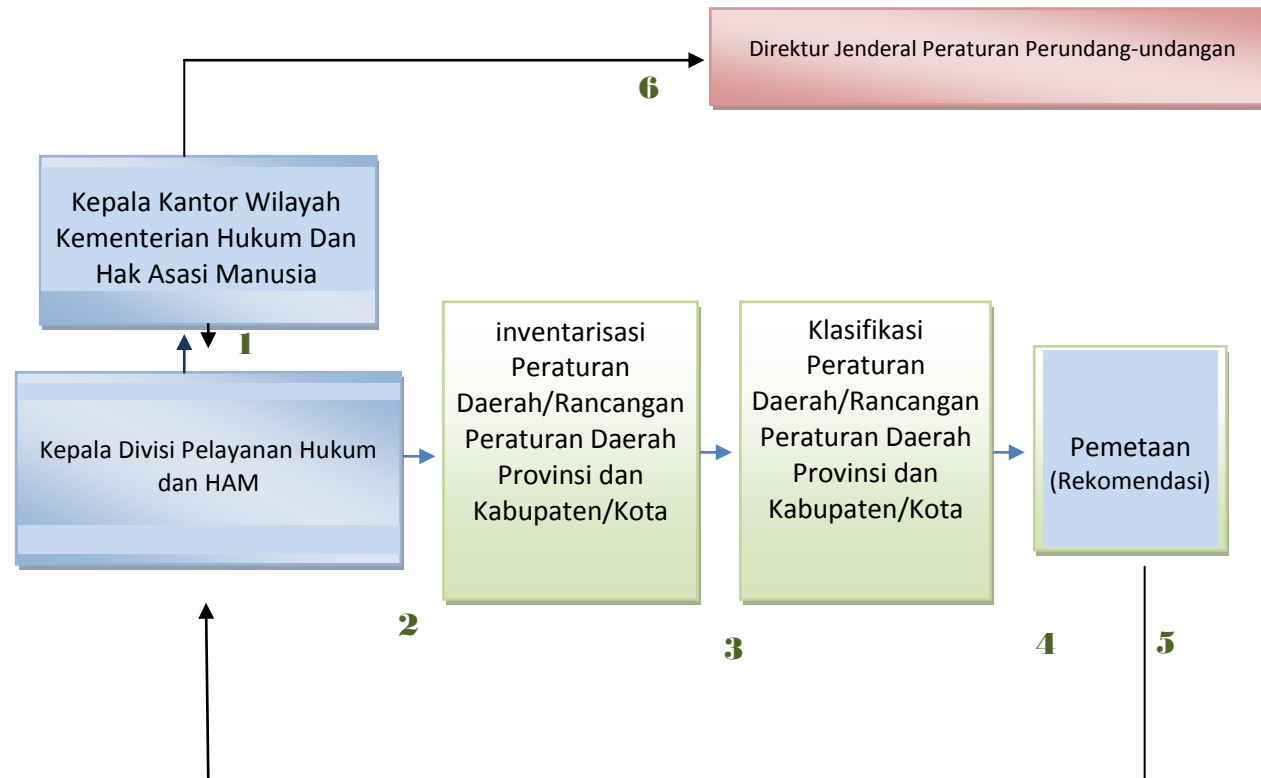 Direktur Jenderal Peraturan Perundang-undangan
6
Kepala Kantor Wilayah
Kementerian Hukum Dan
Hak Asasi Manusia
1
Kepala Divisi Pelayanan Hukum
dan HAM
inventarisasi
Peraturan
Daerah/Rancangan
Peraturan Daerah
Provinsi dan
Kabupaten/Kota
Klasifikasi
Peraturan
Daerah/Rancangan
Peraturan Daerah
Provinsi dan
Kabupaten/Kota
Pemetaan
(Rekomendasi)
2
3
4
5